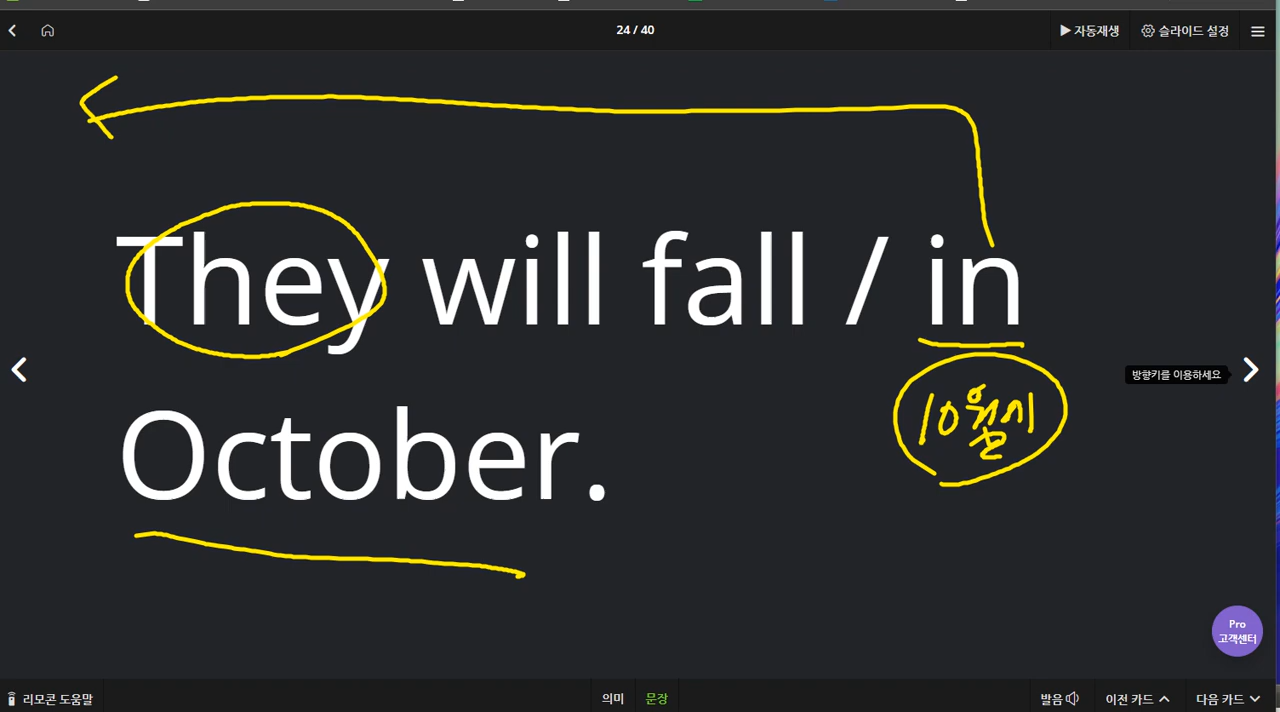 24 / 40
자동재생
슬라이드 설정
They will fall / in
방향키를 이용하세요
10월에
October.
Pro
고객센터
리모콘 도움말
의미
문장
발음
이전 카드
다음 카드